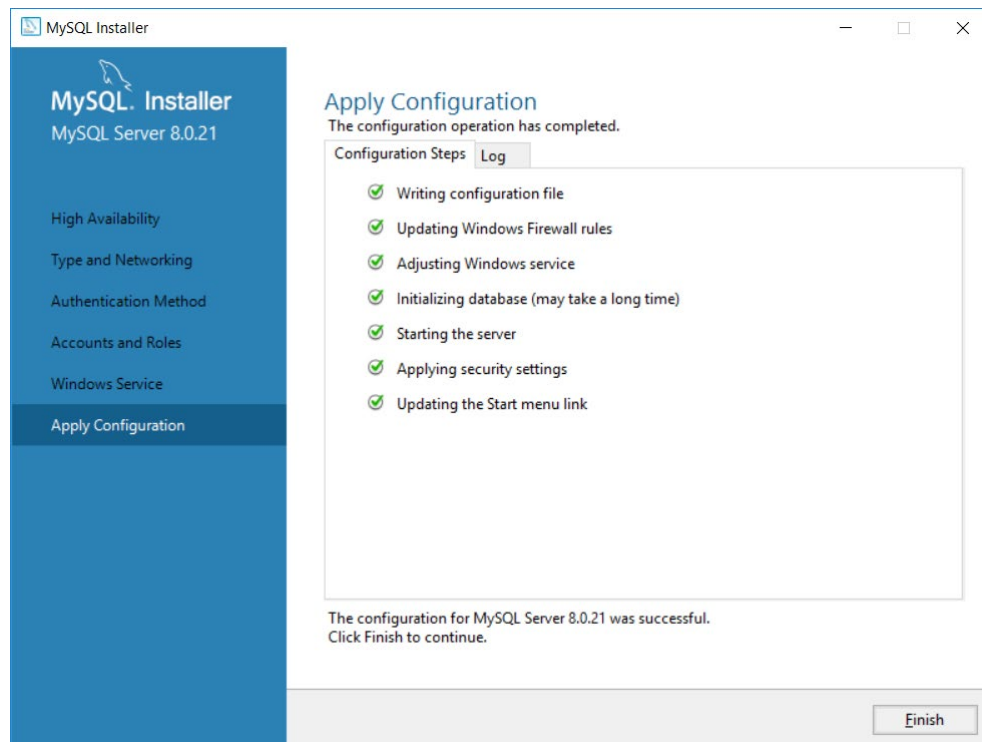 MySQL Installer
MySQL. Installer
MySQL Server 8.0.21
High Availability
Type and Networking
Authentication Method
Accounts and Roles
Windows Service
Apply Configuration
Apply Configuration
The configuration operation has completed.
Configuration Steps Log
Writing configuration file
Updating Windows Firewall rules
Adjusting Windows service
Initializing database (may take a long time)
Starting the server
Applying security settings
Updating the Start menu link
The configuration for MySQL Server 8.0.21 was successful.
Click Finish to continue.
Finish